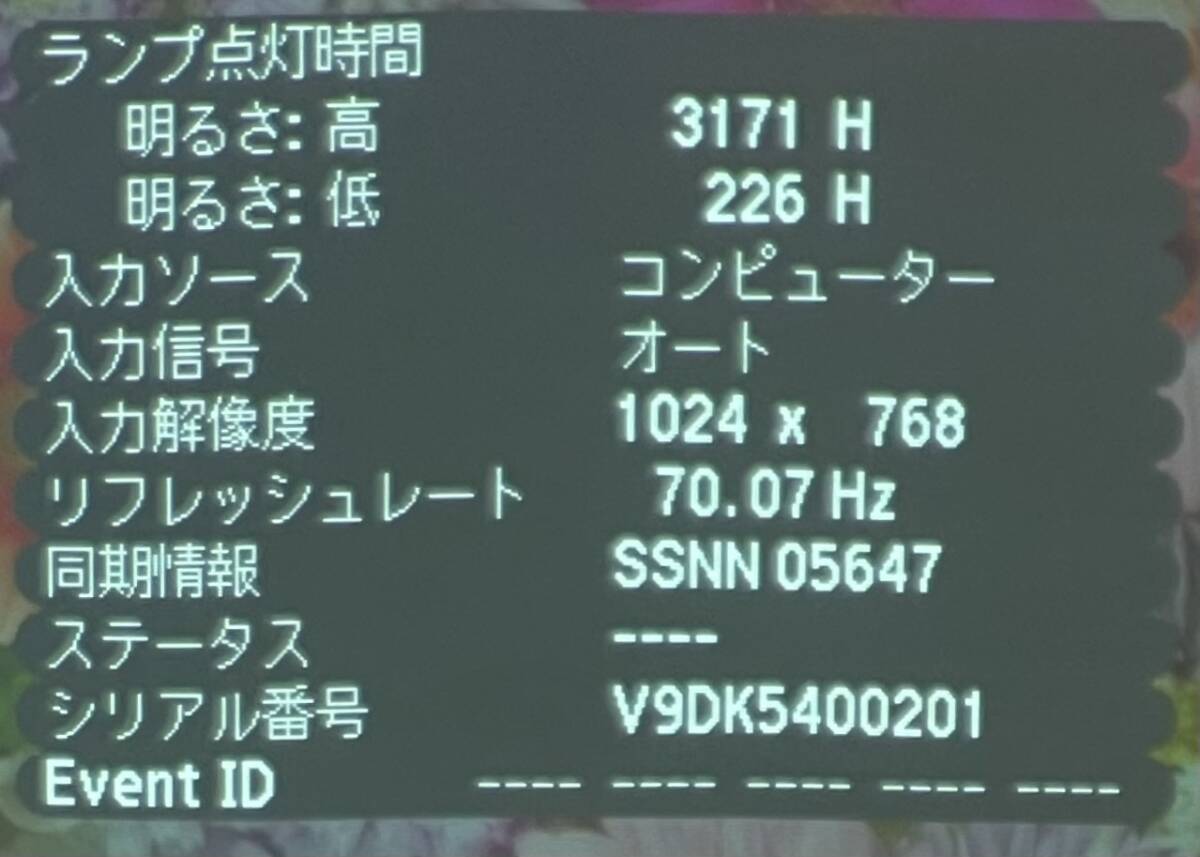 ランプ点灯時間
明るさ: 高 3171 H
明るさ: 低 226 H
入力ソース コンピューター
入力信号 オート
入力解像度 1024 x 768
リフレッシュレート 70.07 Hz
同期情報 SSNN 05647
ステータス ----
シリアル番号 V9DK5400201
Event ID ---- ---- ---- ---- ----